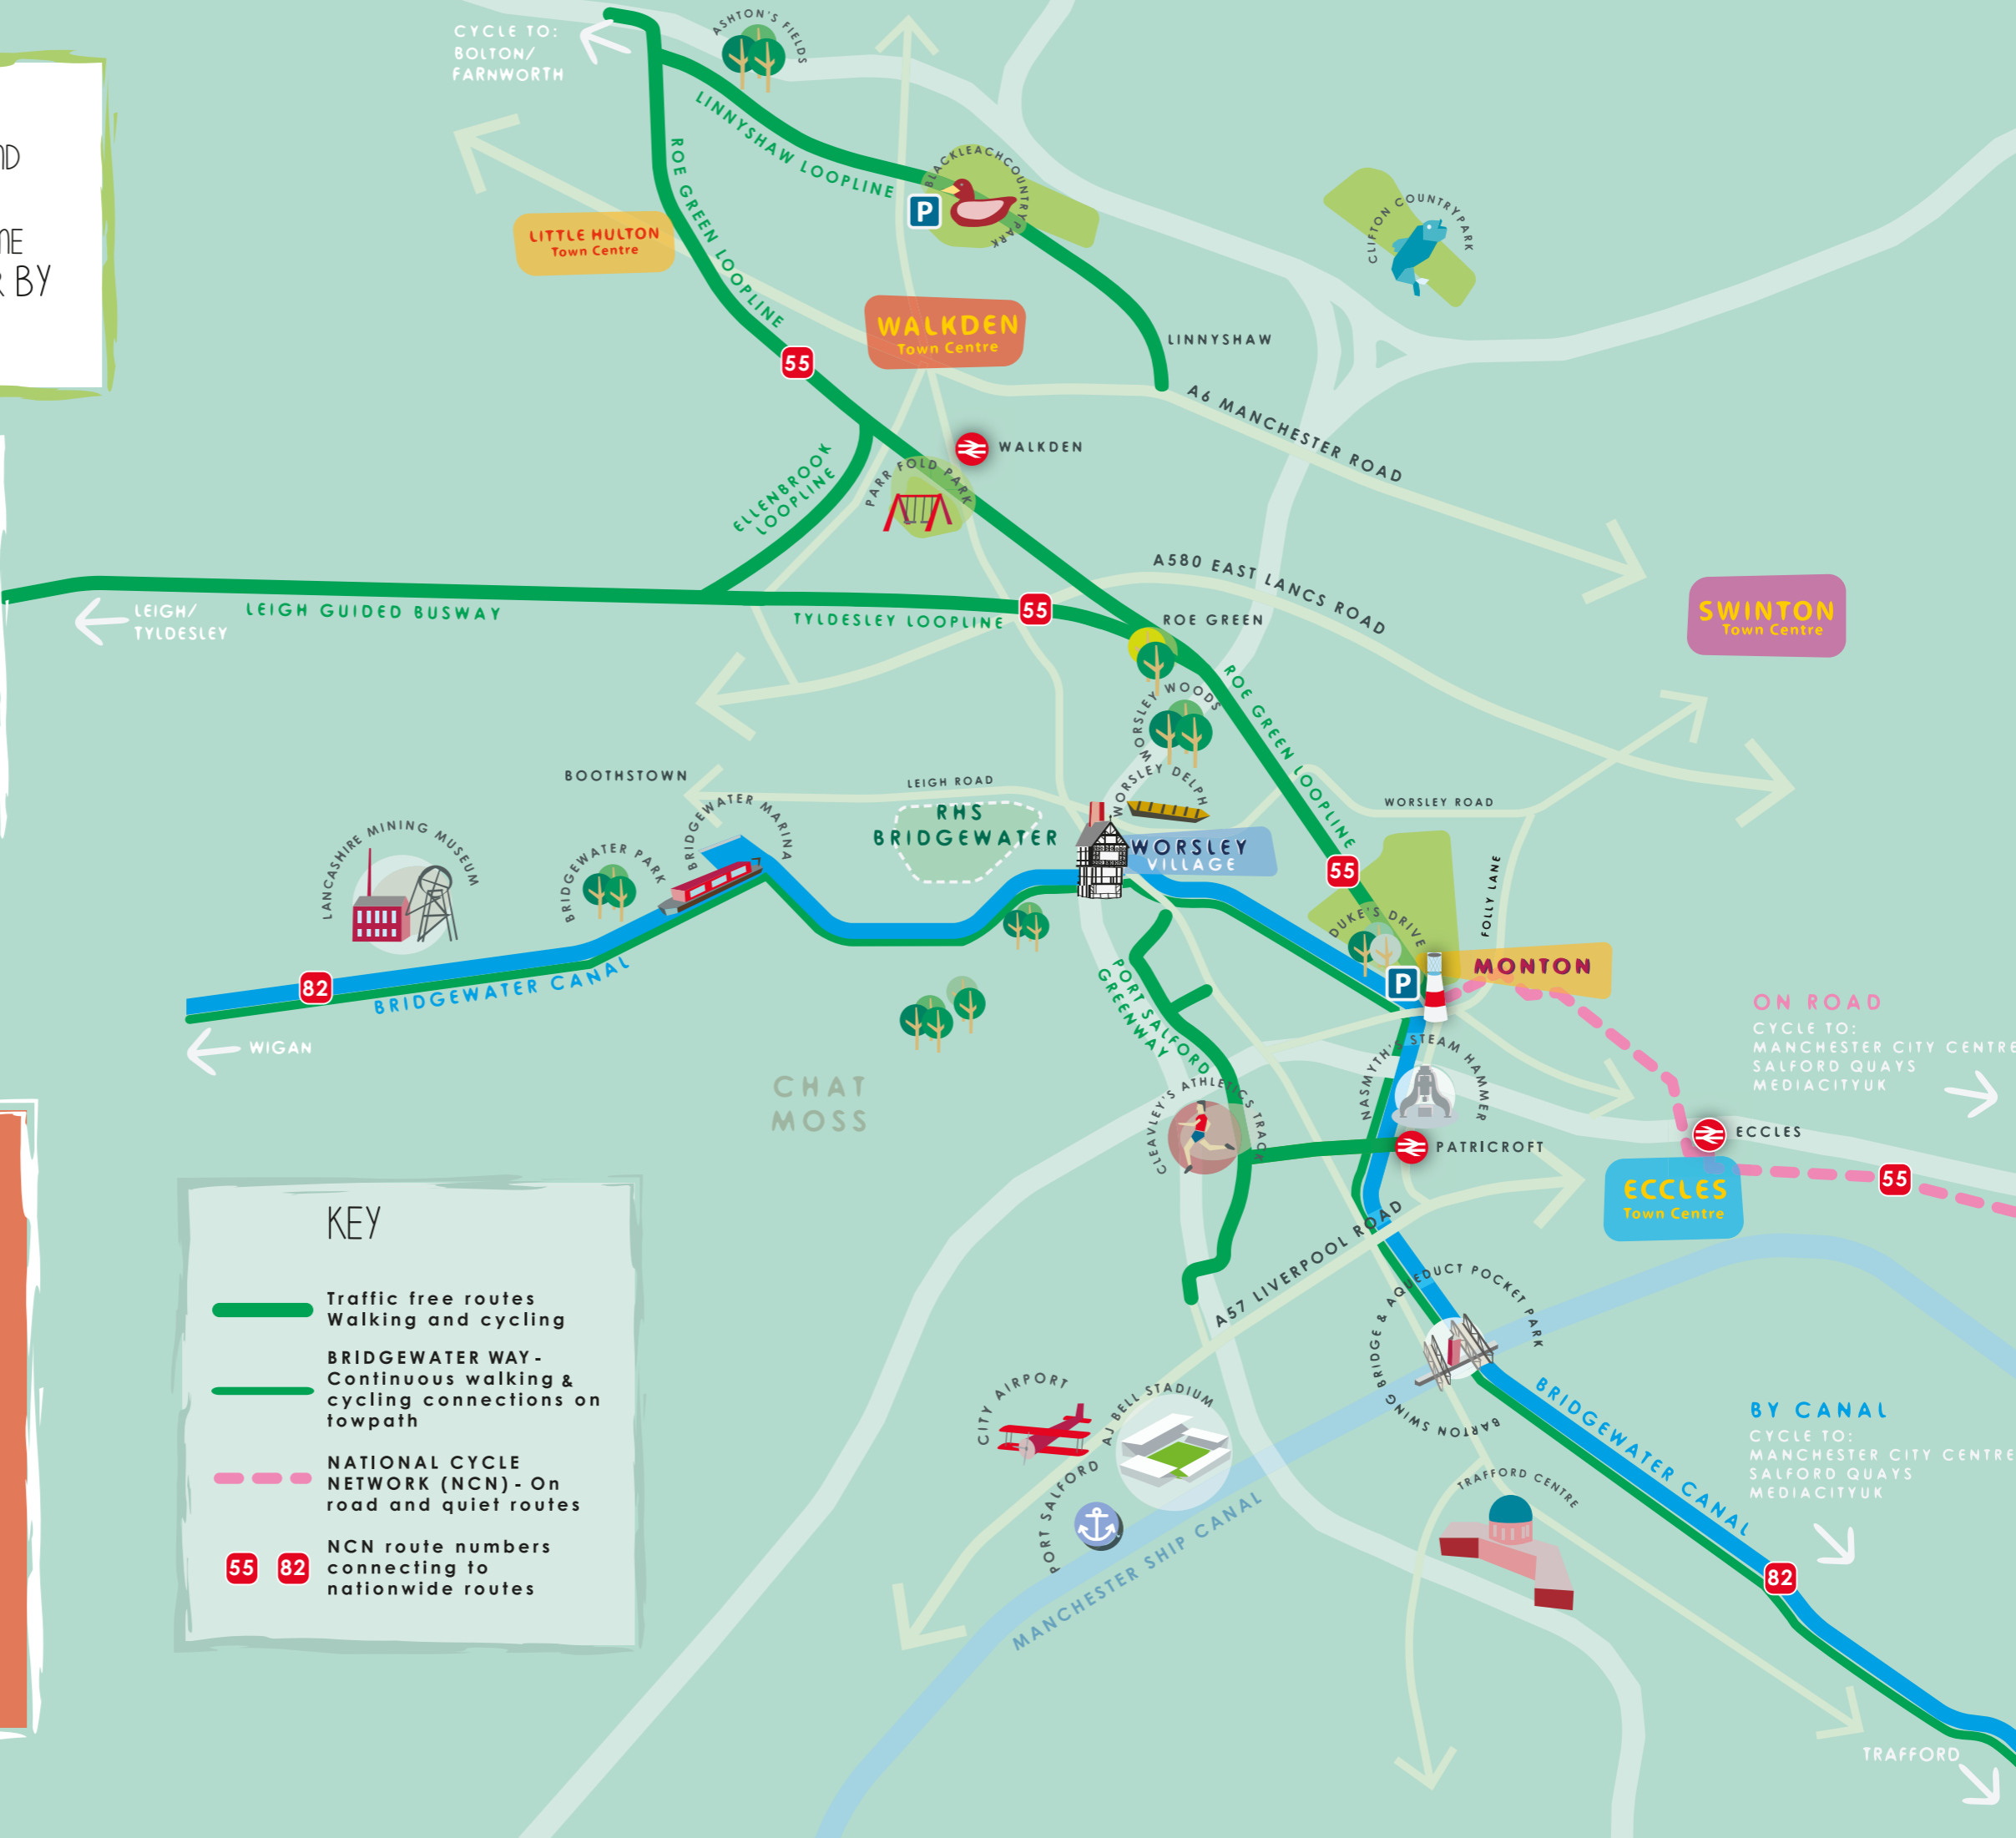 ND
ME
R BY
CYCLE TO:
BOLTON/
FARNWORTH
ASHTON'S FIELDS
LINNYSHAW LOOPLINE
ROE GREEN LOOPLINE
P
BLACKLEACH COUNTRY PARK
CLIFTON COUNTRYPARK
LITTLE HULTON
Town Centre
WALKDEN
Town Centre
LINNYSHAW
55
A6 MANCHESTER ROAD
WALKDEN
ELLENBROOK
LOOPLINE
PARR FOLD PARK
A580 EAST LANCS ROAD
SWINTON
Town Centre
LEIGH/
TYLDESLEY
LEIGH GUIDED BUSWAY
TYLDESLEY LOOPLINE
55
ROE GREEN
WORSLEY WOODS
ROE GREEN LOOPLINE
BOOTHSTOWN
LEIGH ROAD
WORSLEY DELPH
WORSLEY ROAD
RHS
BRIDGEWATER
WORSLEY
VILLAGE
LANCASHIRE MINING MUSEUM
BRIDGEWATER PARK
BRIDGEWATER MARINA
55
FOLLY LANE
DUKE'S DRIVE
P
MONTON
82
BRIDGEWATER CANAL
WIGAN
PORT SALFORD
GREENWAY
ON ROAD
CYCLE TO:
MANCHESTER CITY CENTRE
SALFORD QUAYS
MEDIACITYUK
CHAT
MOSS
NASMYTH'S STEAM HAMMER
CLEAVLEY'S ATHLETICS TRACK
PATRICROFT
ECCLES
ECCLES
Town Centre
55
A57 LIVERPOOL ROAD
BARTON SWING BRIDGE & AQUEDUCT POCKET PARK
KEY
Traffic free routes
Walking and cycling
BRIDGEWATER WAY -
Continuous walking &
cycling connections on
towpath
NATIONAL CYCLE
NETWORK (NCN) - On
road and quiet routes
55 82
NCN route numbers
connecting to
nationwide routes
CITY AIRPORT
AJ BELL STADIUM
PORT SALFORD
MANCHESTER SHIP CANAL
TRAFFORD CENTRE
BRIDGEWATER CANAL
BY CANAL
CYCLE TO:
MANCHESTER CITY CENTRE
SALFORD QUAYS
MEDIACITYUK
82
TRAFFORD